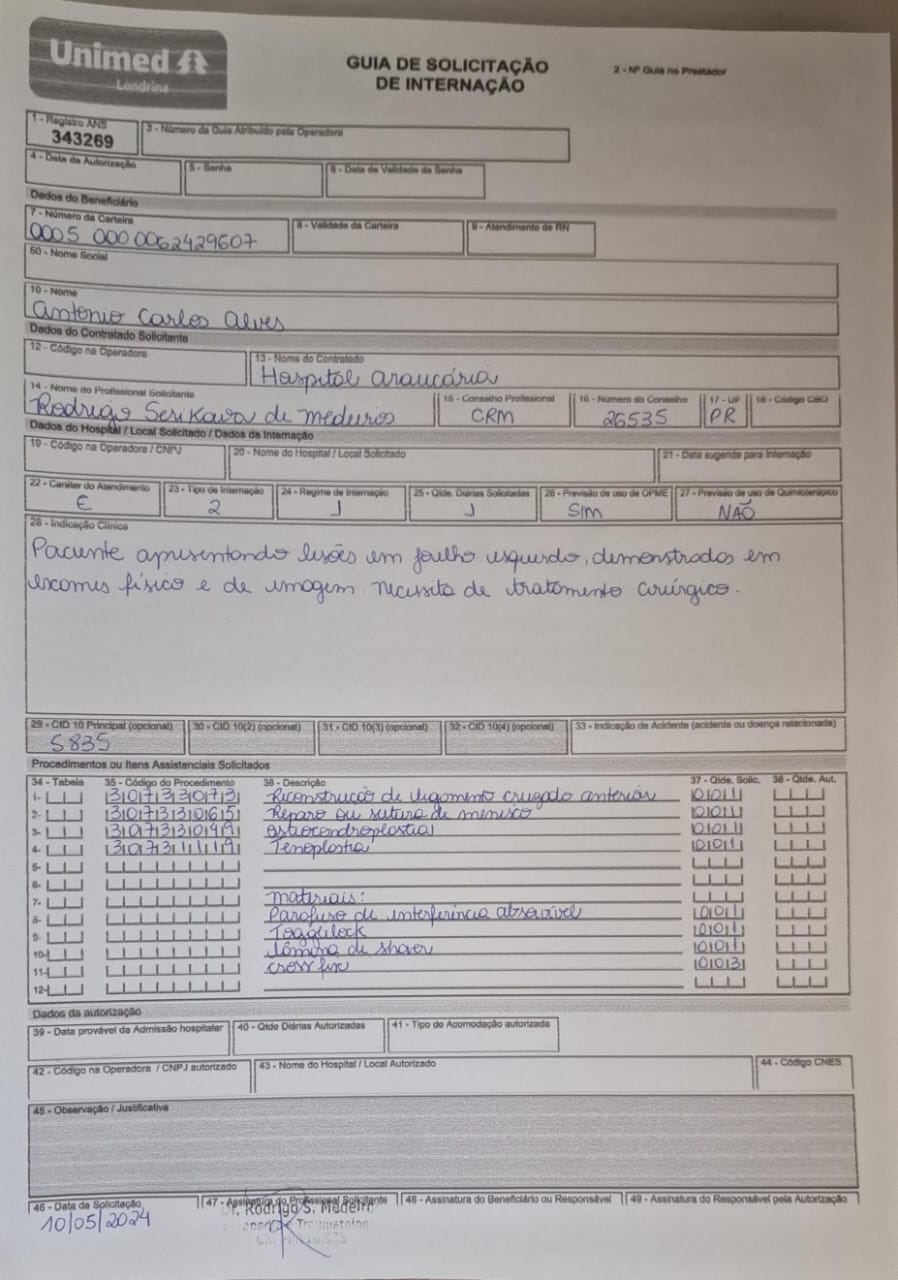 Unimed
Londrina
GUIA DE SOLICITAÇÃO
DE INTERNAÇÃO
2 - Nº Guia no Prestador
1 - Registro ANS
343269
3 - Número da Guia Atribuído pela Operadora
4 - Data da Autorização
5 - Senha
6 - Data de Validade da Senha
Dados do Beneficiário
7 - Número da Carteira
0005 0000062429607
8 - Validade da Carteira
9 - Atendimento de RN
50 - Nome Social
10 - Nome
Antonio Carlos Alves
Dados do Contratado Solicitante
12 - Código na Operadora
13 - Nome do Contratado
Hospital Araucária
14 - Nome do Profissional Solicitante
Rodrigo Serikava de Medeiros
15 - Conselho Profissional
CRM
16 - Número do Conselho
26535
17 - UF
PR
18 - Código CBO
Dados do Hospital / Local Solicitado / Dados da Internação
19 - Código na Operadora / CNPJ
20 - Nome do Hospital / Local Solicitado
21 - Data sugerida para Internação
22 - Caráter do Atendimento
E
23 - Tipo de Internação
2
24 - Regime de Internação
1
25 - Qtde. Diárias Solicitadas
1
26 - Previsão de uso de OPME
SIM
27 - Previsão de uso de Quimioterápico
NÃO
28 - Indicação Clínica
Paciente apresentando lesões em joelho esquerdo, demonstrados em
exames físico e de imagem necessita de tratamento cirúrgico.
29 - CID 10 Principal (opcional)
S835
30 - CID 10(2) (opcional)
31 - CID 10(3) (opcional)
32 - CID 10(4) (opcional)
33 - Indicação de Acidente (acidente ou doença relacionada)
Procedimentos ou Itens Assistenciais Solicitados
34 - Tabela 35 - Código do Procedimento 36 - Descrição 37 - Qtde. Solic. 38 - Qtde. Aut.
1- 30733073 Reconstrução de ligamento cruzado anterior 001
2- 30733065 Reparo ou sutura de menisco 001
3- 30733049 Osteocondroplastia 001
4- 30731119 Tenoplastia 001
5-
6-
7- Materiais:
8- Parafuso de interferência absorvível 001
9- Toggleleck 001
10- Lâmina de shaver 001
11- crossfix 003
12-
Dados da autorização
39 - Data provável da Admissão hospitalar
40 - Qtde Diárias Autorizadas
41 - Tipo de Acomodação autorizada
42 - Código na Operadora / CNPJ autorizado
43 - Nome do Hospital / Local Autorizado
44 - Código CNES
45 - Observação / Justificativa
46 - Data da Solicitação
10/05/2024
47 - Assinatura do Profissional Solicitante
Rodrigo S. Madeir
Traumatolog
48 - Assinatura do Beneficiário ou Responsável
49 - Assinatura do Responsável pela Autorização